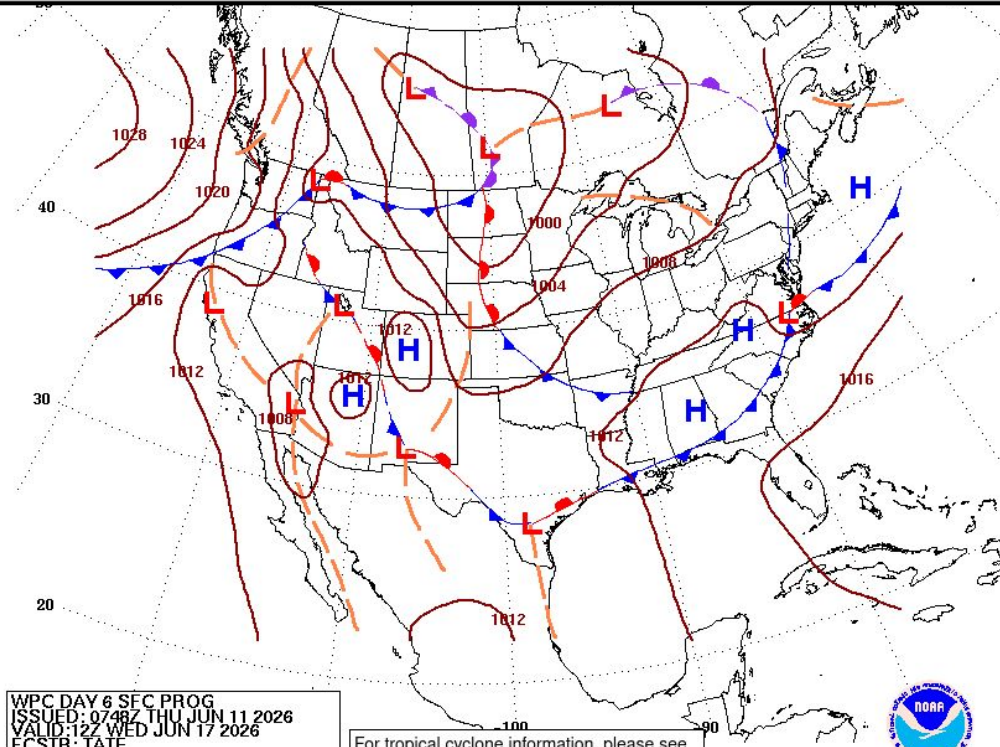 1028
1024
1020
40
1000
1008
1004
1016
1012
1012
1012
1016
30
1008
1012
20
1012
WPC DAY 6 SFC PROG
ISSUED: 0748Z THU JUN 11 2026
VALID:12Z WED JUN 17 2026
FCSTR: TATE
-100
-90
For tropical cyclone information, please see
NOAA
L
L
L
L
L
L
L
L
L
L
H
H
H
H
H